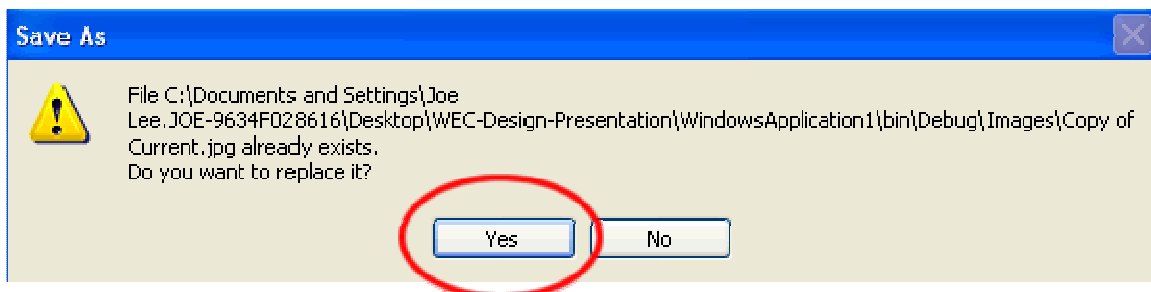 Save As
File C:\Documents and Settings\Joe
Lee.JOE-9634F028616\Desktop\WEC-Design-Presentation\WindowsApplication1\bin\Debug\Images\Copy of
Current.jpg already exists.
Do you want to replace it?
Yes No